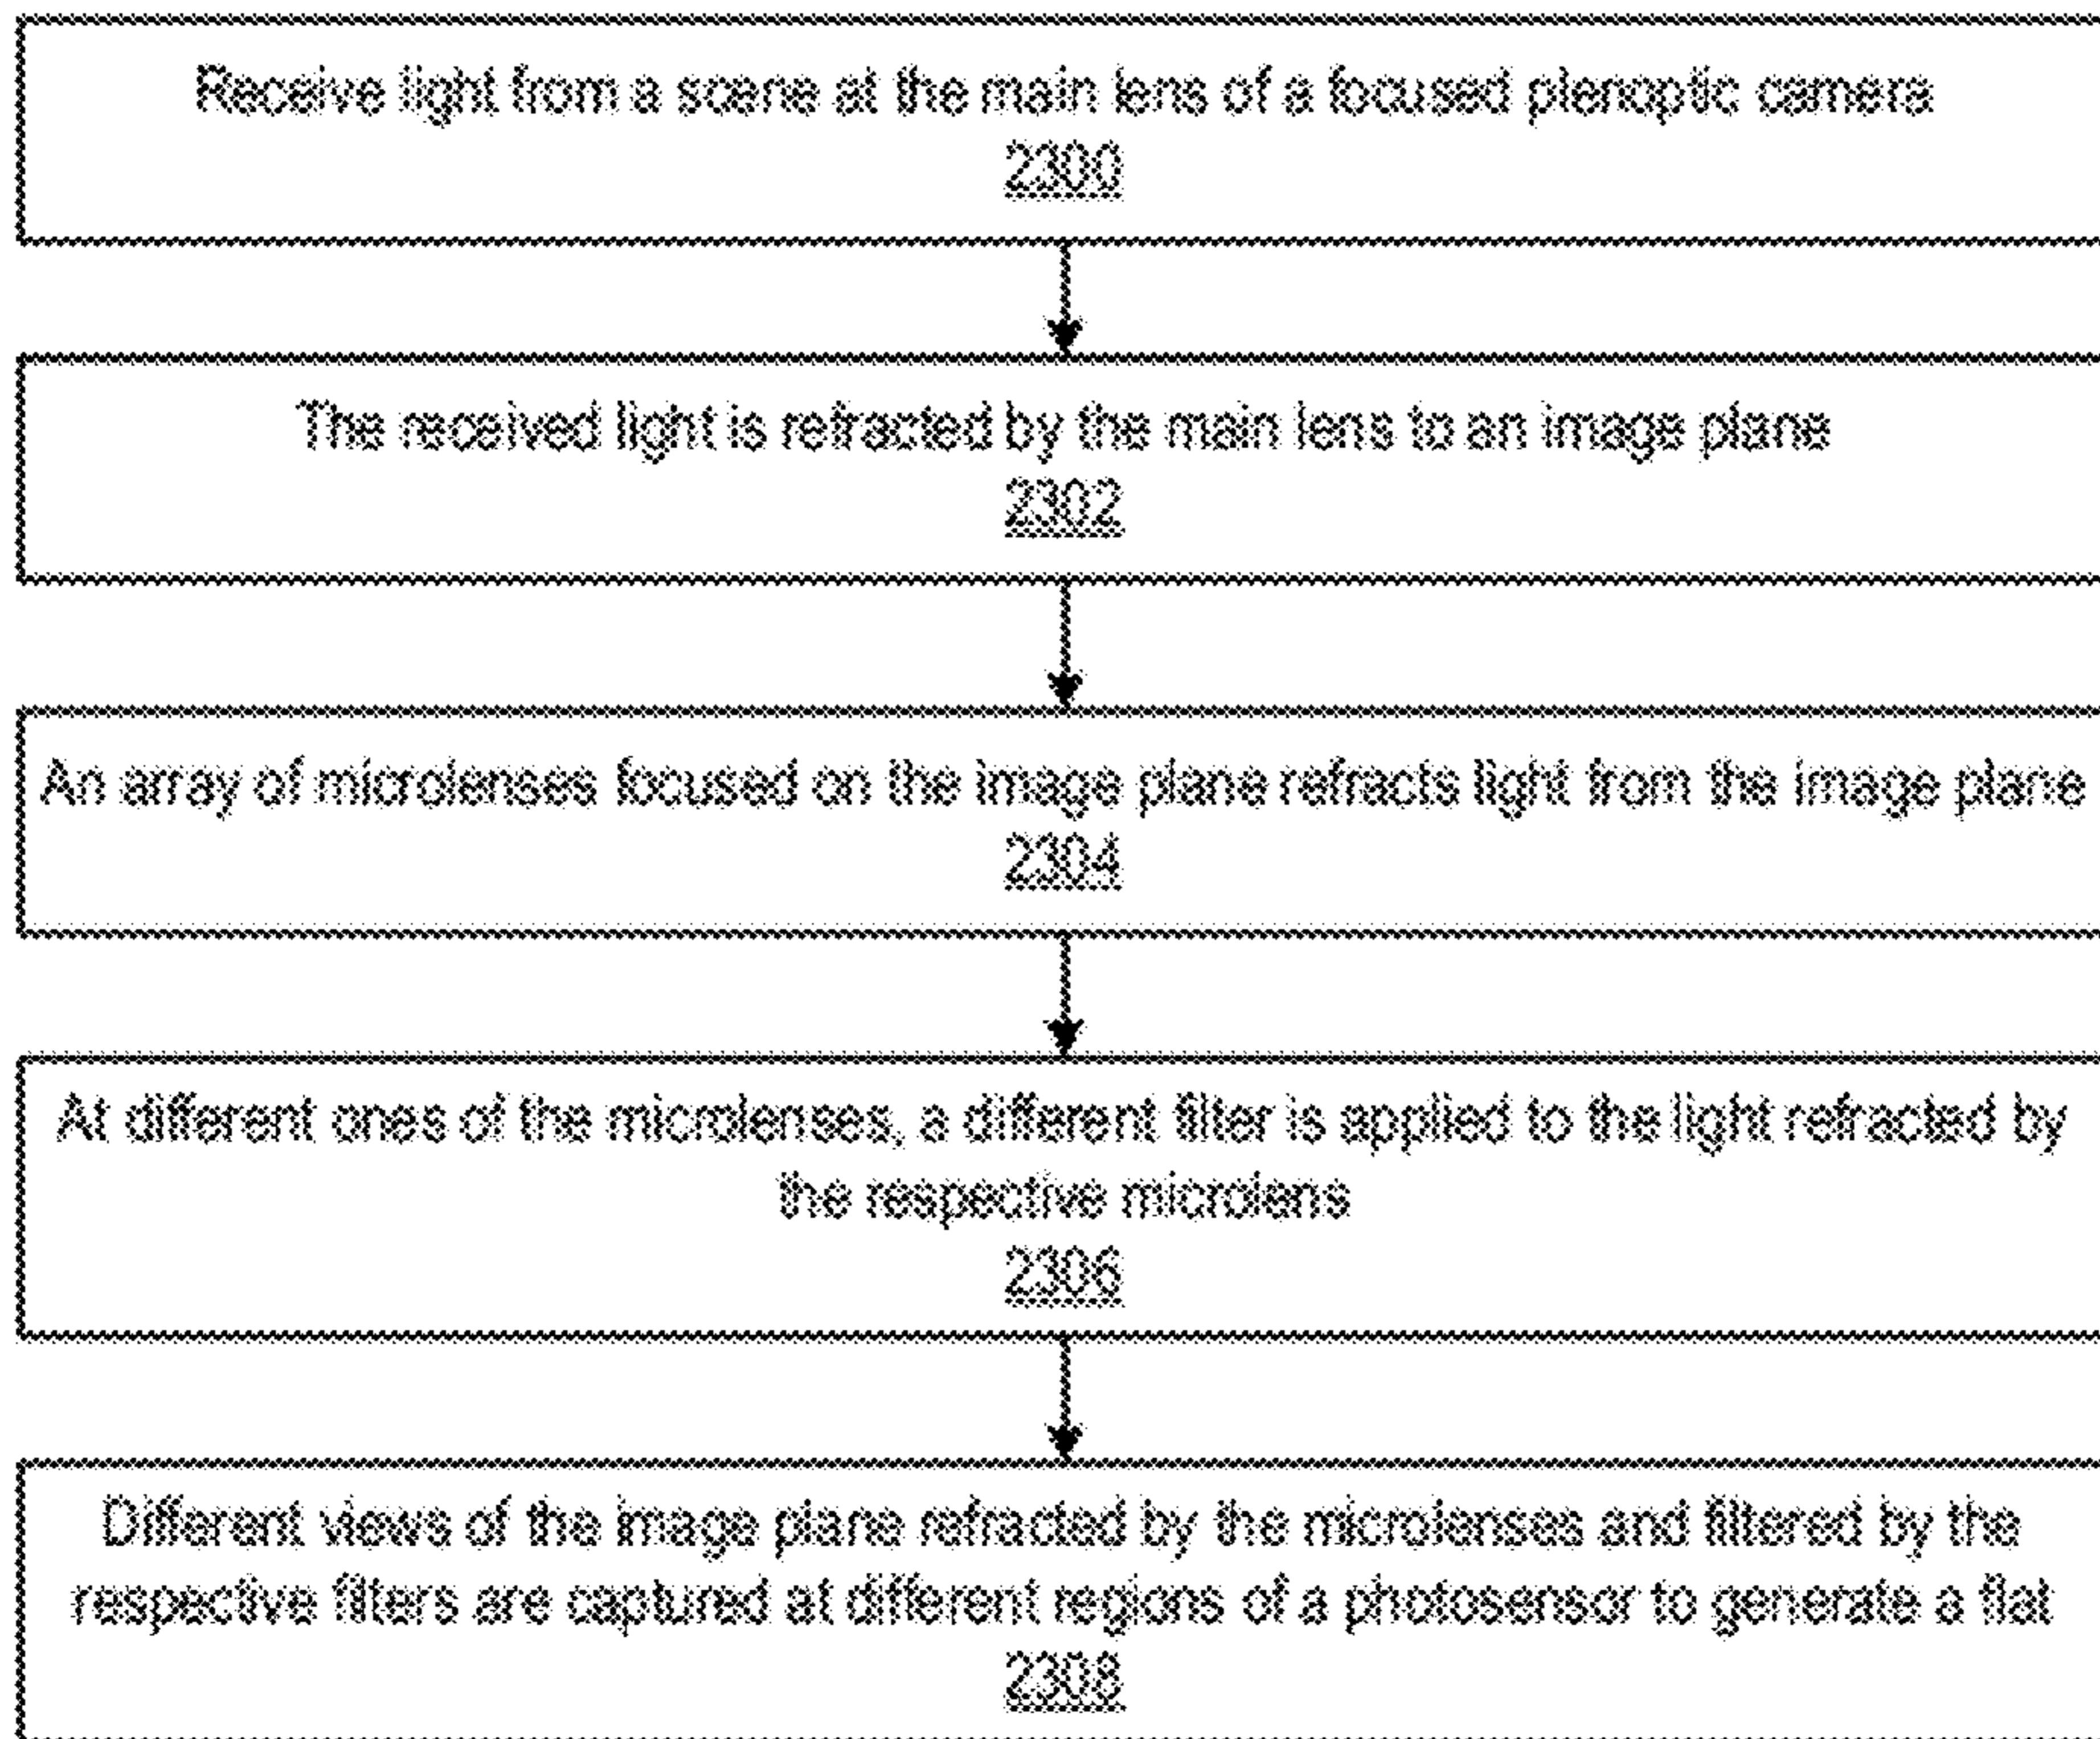 Receive light from a scene at the main lens of a focused plenoptic camera
2300
The received light is refracted by the main lens to an image plane
2302
An array of microlenses focused on the image plane refracts light from the image plane
2304
At different ones of the microlenses, a different filter is applied to the light refracted by
the respective microlens
2306
Different views of the image plane refracted by the microlenses and filtered by the
respective filters are captured at different regions of a photosensor to generate a flat
2308